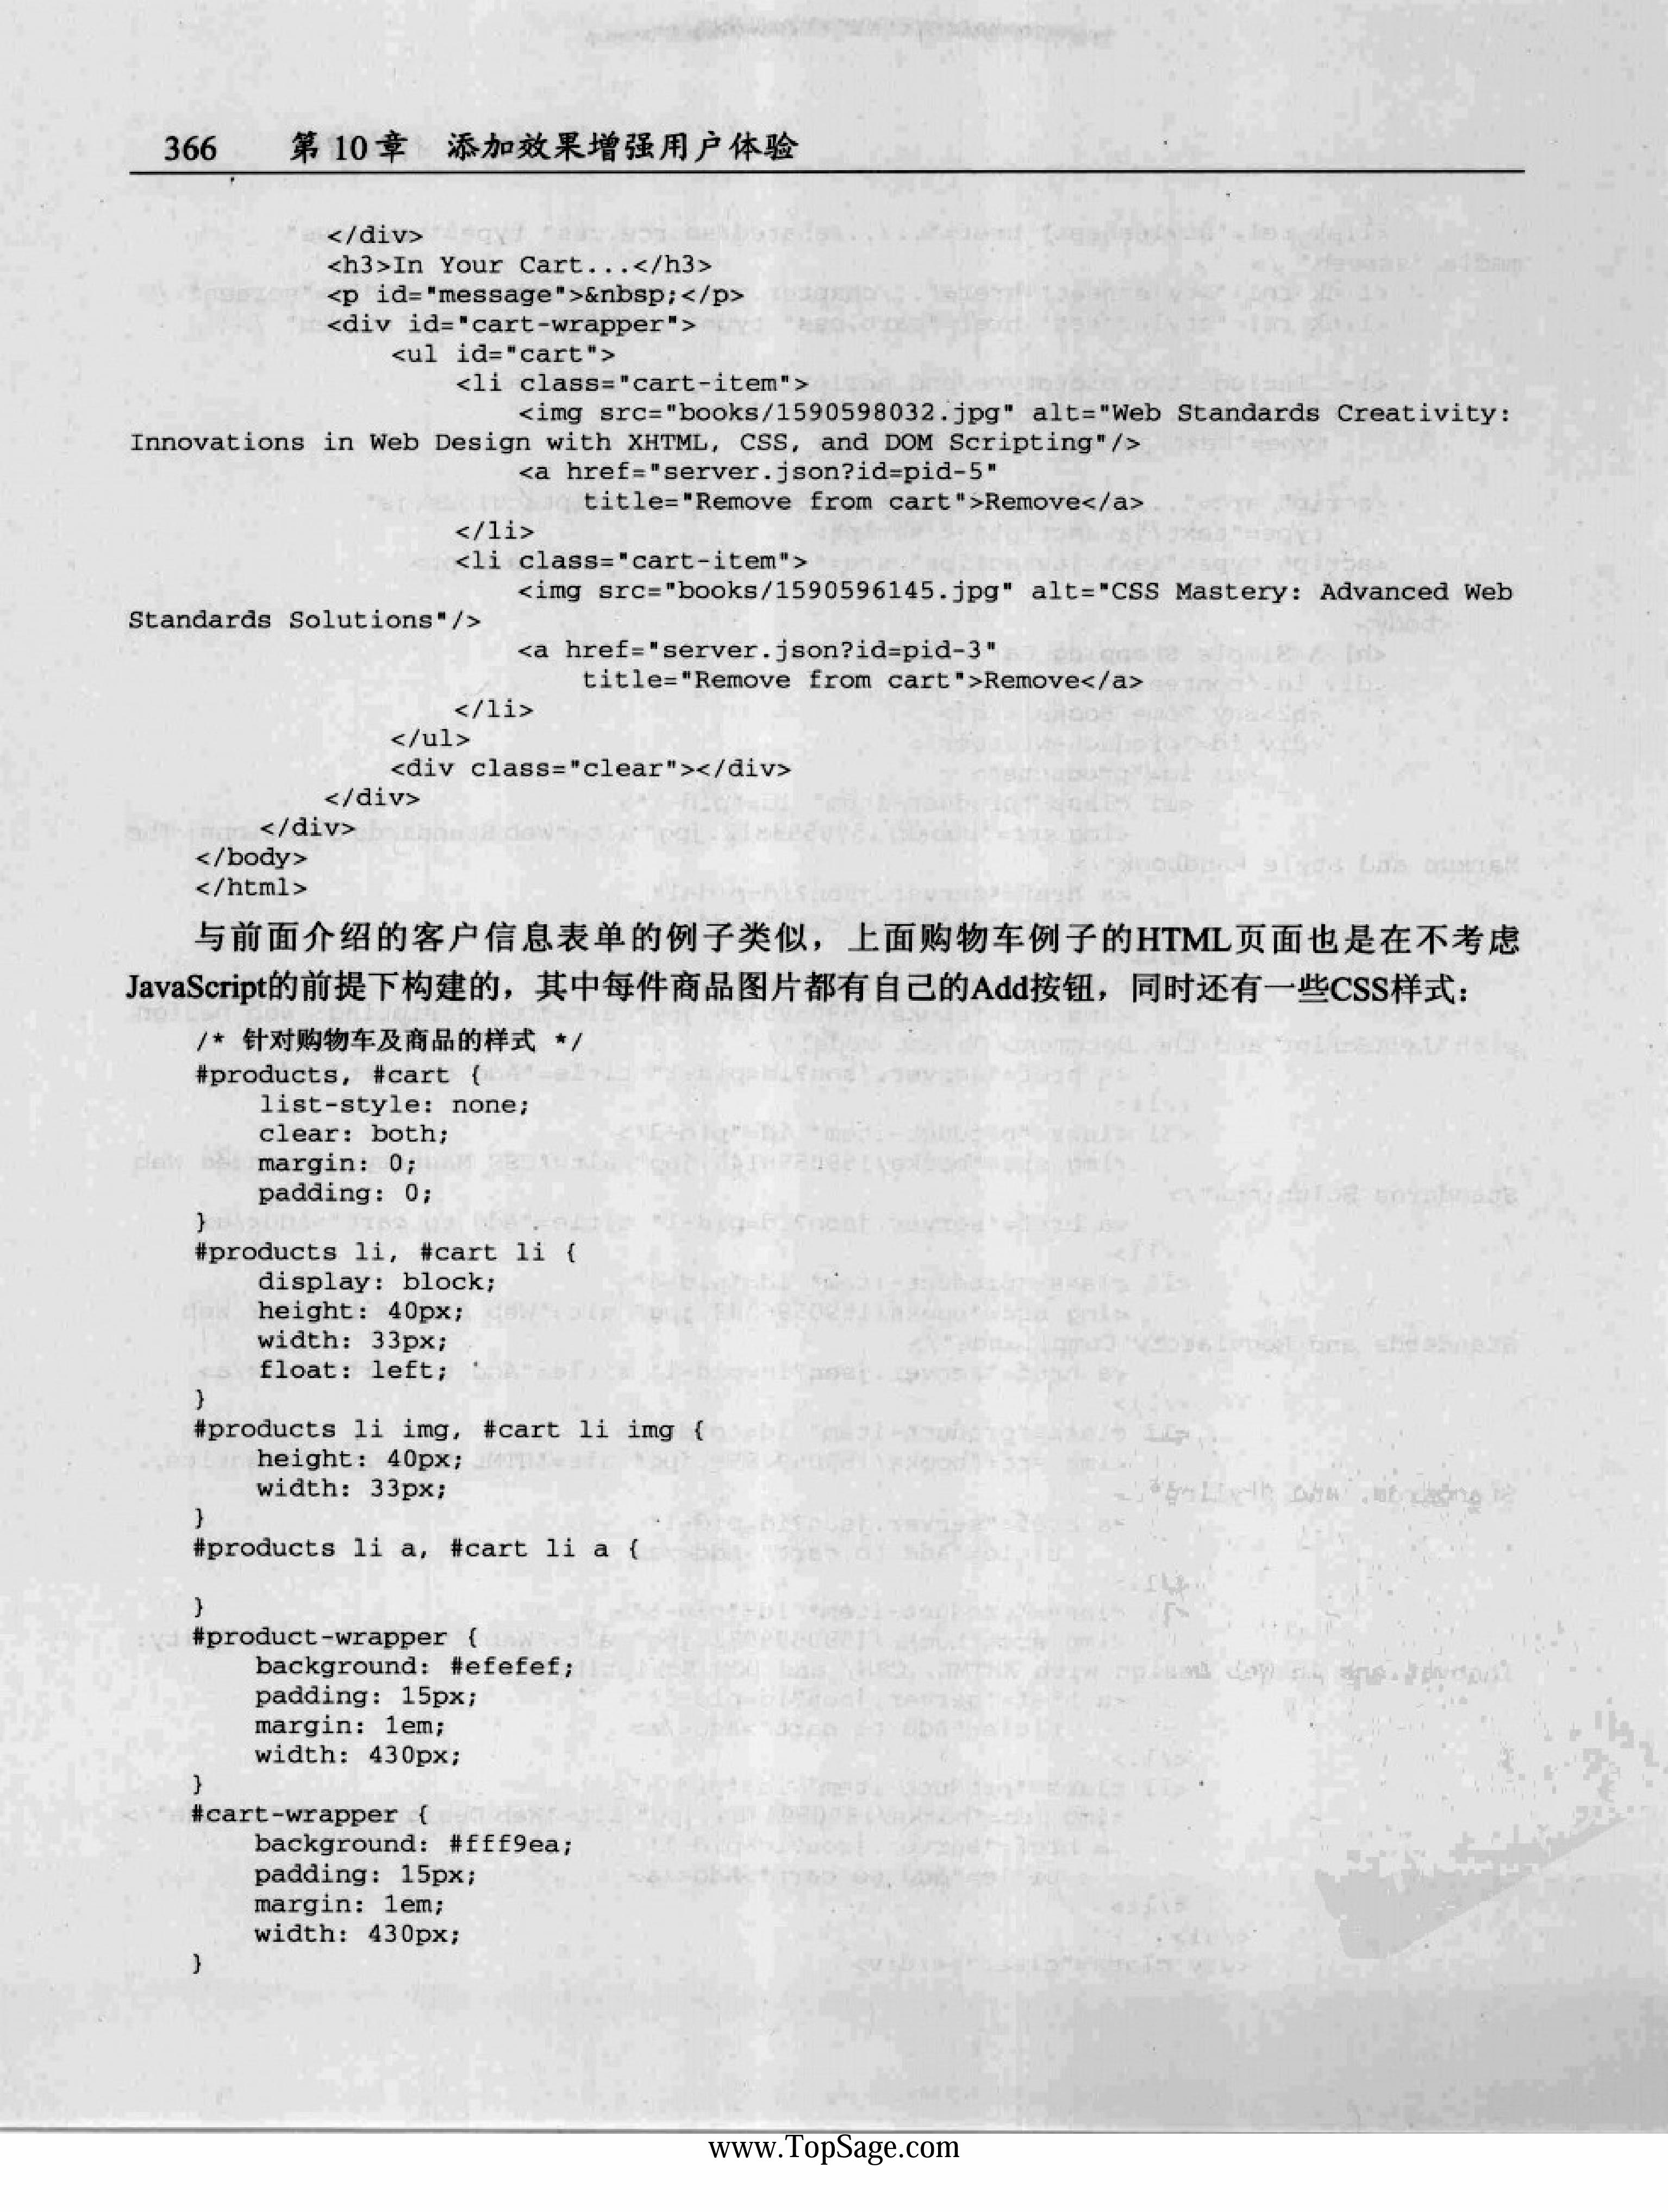 366 第 10 章 添加效果增强用户体验
</div>
<h3>In Your Cart...</h3>
<p id="message">&nbsp;</p>
<div id="cart-wrapper">
<ul id="cart">
<li class="cart-item">
<img src="books/1590598032.jpg" alt="Web Standards Creativity:
Innovations in Web Design with XHTML, CSS, and DOM Scripting"/>
<a href="server.json?id=pid-5"
title="Remove from cart">Remove</a>
</li>
<li class="cart-item">
<img src="books/1590596145.jpg" alt="CSS Mastery: Advanced Web
Standards Solutions"/>
<a href="server.json?id=pid-3"
title="Remove from cart">Remove</a>
</li>
</ul>
<div class="clear"></div>
</div>
</div>
</body>
</html>
与前面介绍的客户信息表单的例子类似，上面购物车例子的HTML页面也是在不考虑
JavaScript的前提下构建的，其中每件商品图片都有自己的Add按钮，同时还有一些CSS样式：
/* 针对购物车及商品的样式 */
#products, #cart {
list-style: none;
clear: both;
margin: 0;
padding: 0;
}
#products li, #cart li {
display: block;
height: 40px;
width: 33px;
float: left;
}
#products li img, #cart li img {
height: 40px;
width: 33px;
}
#products li a, #cart li a {
}
#product-wrapper {
background: #efefef;
padding: 15px;
margin: 1em;
width: 430px;
}
#cart-wrapper {
background: #fff9ea;
padding: 15px;
margin: 1em;
width: 430px;
}
www.TopSage.com